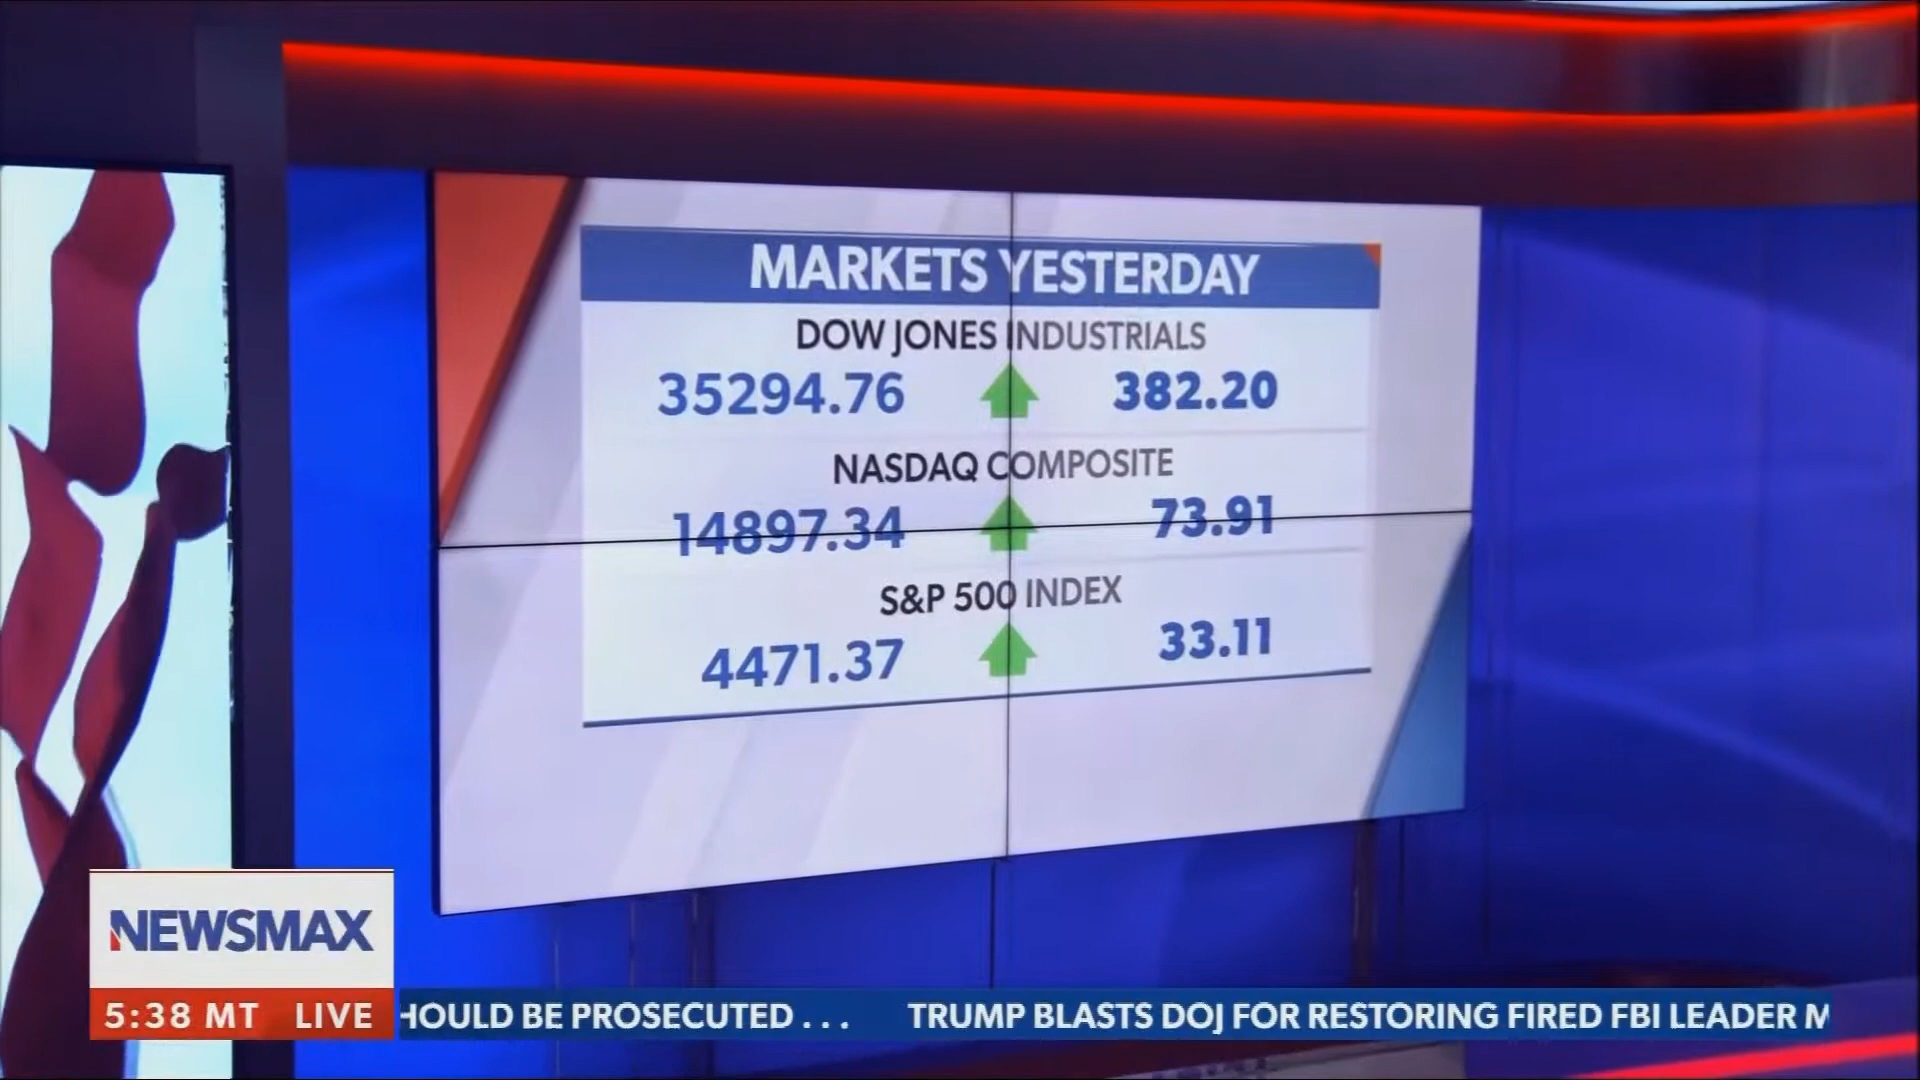 MARKETS YESTERDAY
DOW JONES INDUSTRIALS
35294.76 382.20
NASDAQ COMPOSITE
14897.34 73.91
S&P 500 INDEX
4471.37 33.11
NEWSMAX
5:38 MT LIVE HOULD BE PROSECUTED . . . TRUMP BLASTS DOJ FOR RESTORING FIRED FBI LEADER M